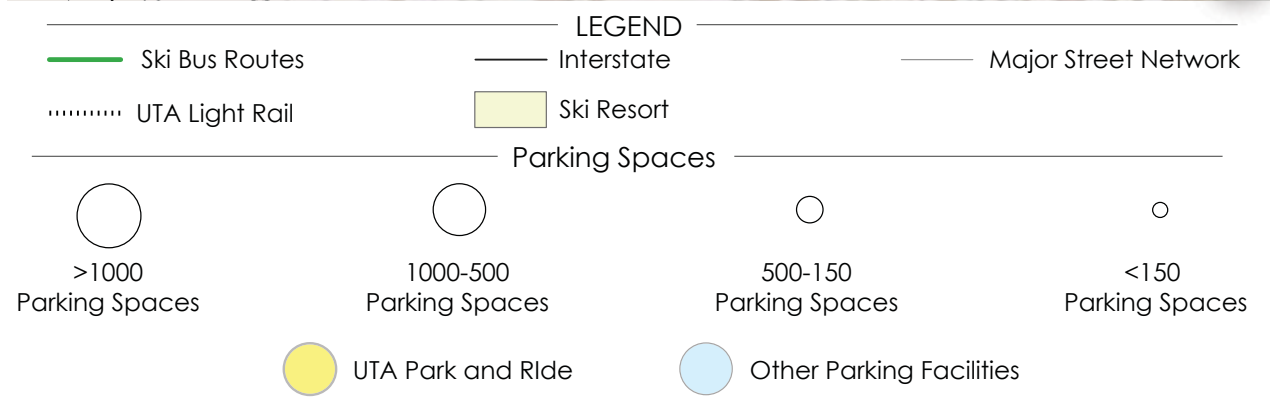 LEGEND
Ski Bus Routes
Interstate
Major Street Network
UTA Light Rail
Ski Resort
Parking Spaces
>1000
Parking Spaces
1000-500
Parking Spaces
500-150
Parking Spaces
<150
Parking Spaces
UTA Park and RIde
Other Parking Facilities